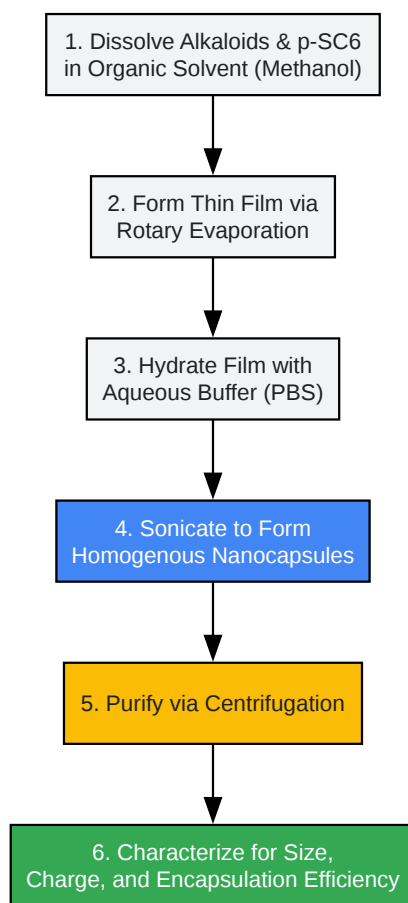 1. Dissolve Alkaloids & p-SC6
in Organic Solvent (Methanol)
2. Form Thin Film via
Rotary Evaporation
3. Hydrate Film with
Aqueous Buffer (PBS)
4. Sonicate to Form
Homogenous Nanocapsules
5. Purify via Centrifugation
6. Characterize for Size,
Charge, and Encapsulation Efficiency